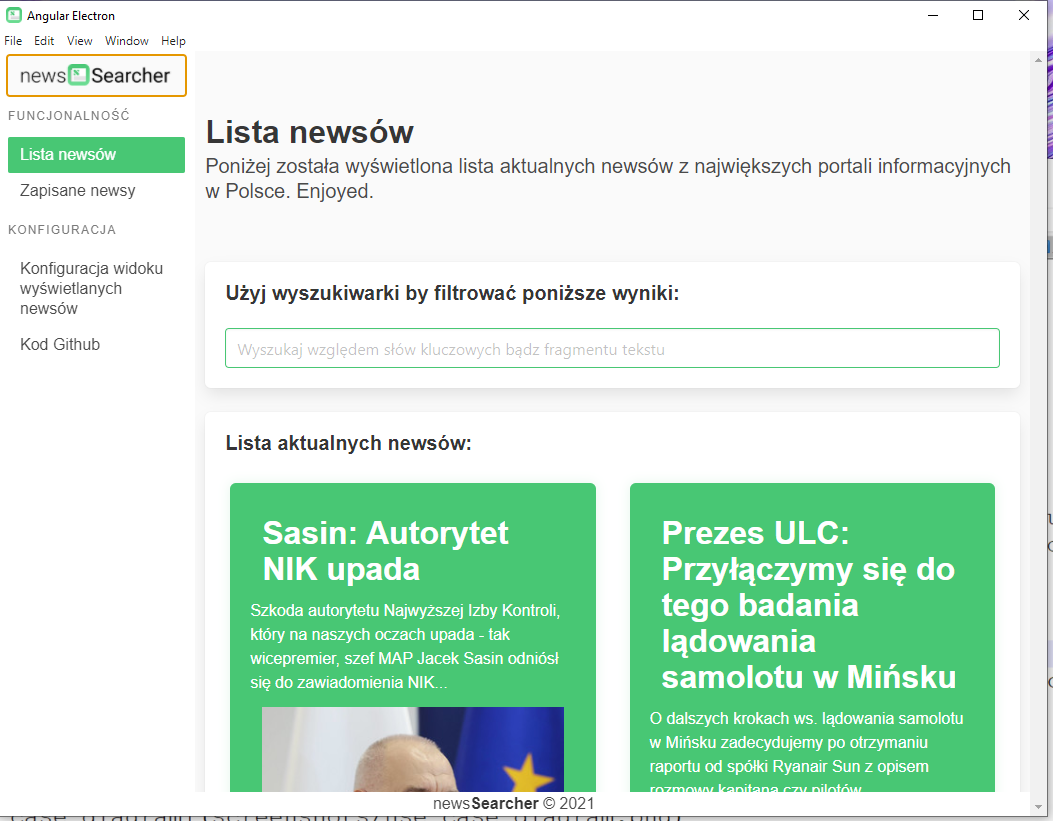 Angular Electron
File Edit View Window Help
newsSearcher
FUNCJONALNOŚĆ
Lista newsów
Zapisane newsy
KONFIGURACJA
Konfiguracja widoku
wyświetlanych
newsów
Kod Github
Lista newsów
Poniżej została wyświetlona lista aktualnych newsów z największych portali informacyjnych
w Polsce. Enjoyed.
Użyj wyszukiwarki by filtrować poniższe wyniki:
Wyszukaj względem słów kluczowych bądz fragmentu tekstu
Lista aktualnych newsów:
Sasin: Autorytet
NIK upada
Szkoda autorytetu Najwyższej Izby Kontroli,
który na naszych oczach upada - tak
wicepremier, szef MAP Jacek Sasin odniósł
się do zawiadomienia NIK...
Prezes ULC:
Przyłączymy się do
tego badania
lądowania
samolotu w Mińsku
O dalszych krokach ws. lądowania samolotu
w Mińsku zadecydujemy po otrzymaniu
raportu od spółki Ryanair Sun z opisem
rozmowy kapitana czy pilotów
newsSearcher © 2021